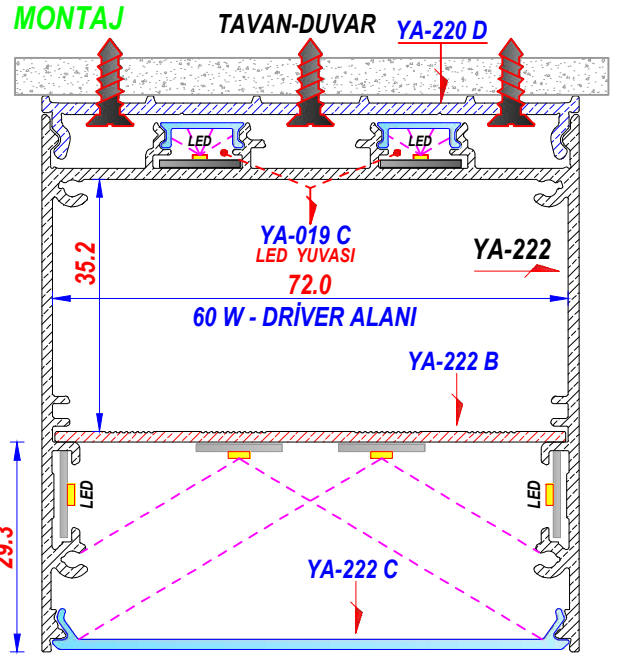 MONTAJ
TAVAN-DUVAR
YA-220 D
LED
LED
YA-019 C
LED YUVASI
YA-222
35.2
72.0
60 W - DRİVER ALANI
YA-222 B
LED
LED
29.3
YA-222 C